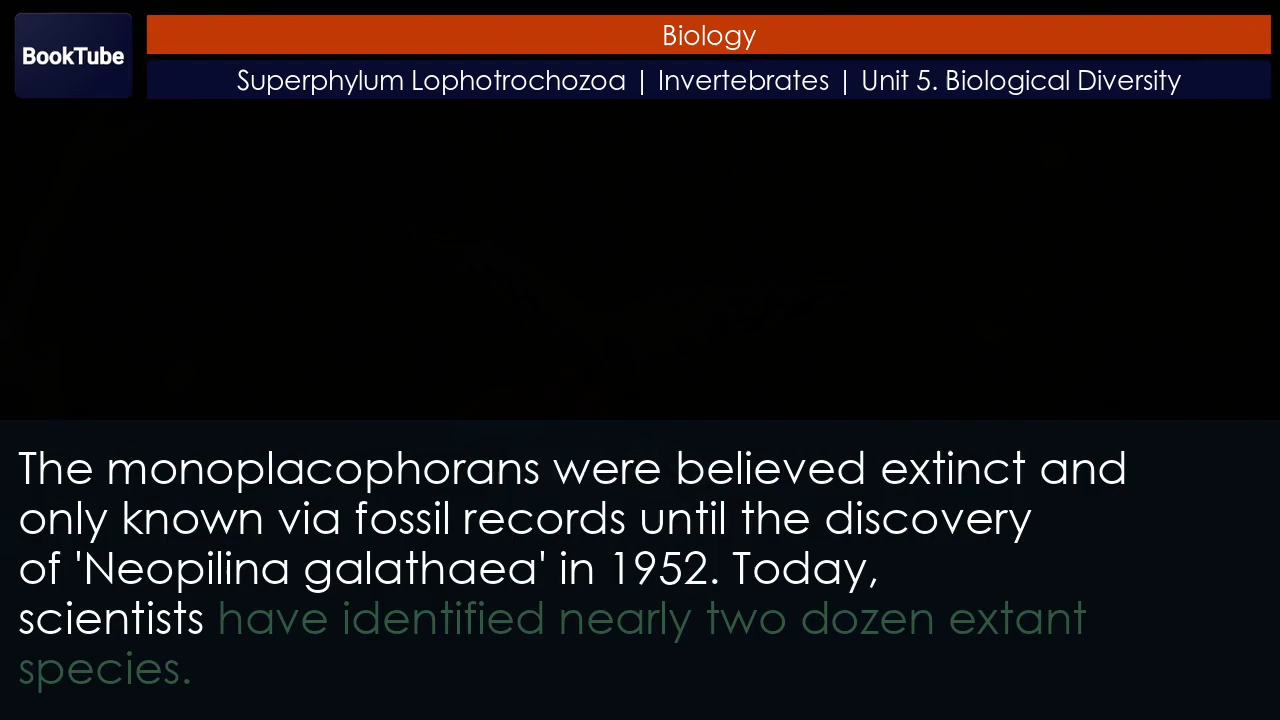 BookTube
Biology
Superphylum Lophotrochozoa | Invertebrates | Unit 5. Biological Diversity
The monoplacophorans were believed extinct and
only known via fossil records until the discovery
of 'Neopilina galathaea' in 1952. Today,
scientists have identified nearly two dozen extant
species.